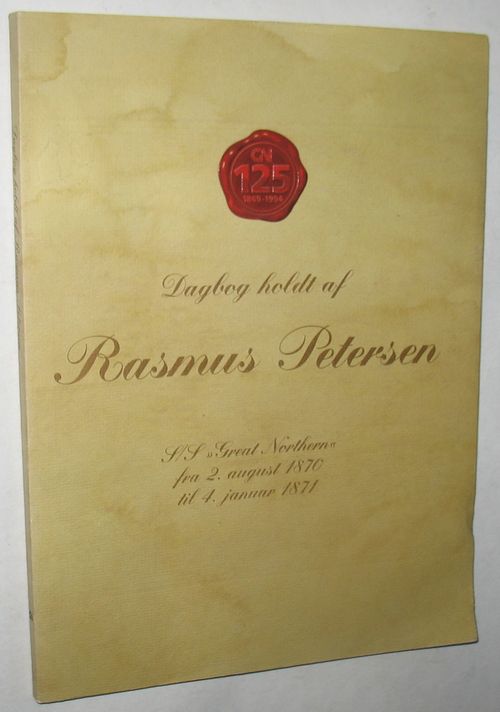 GN
125
1869-1994
Dagbog holdt af
Rasmus Petersen
S/S »Great Northern«
fra 2. august 1870
til 4. januar 1871